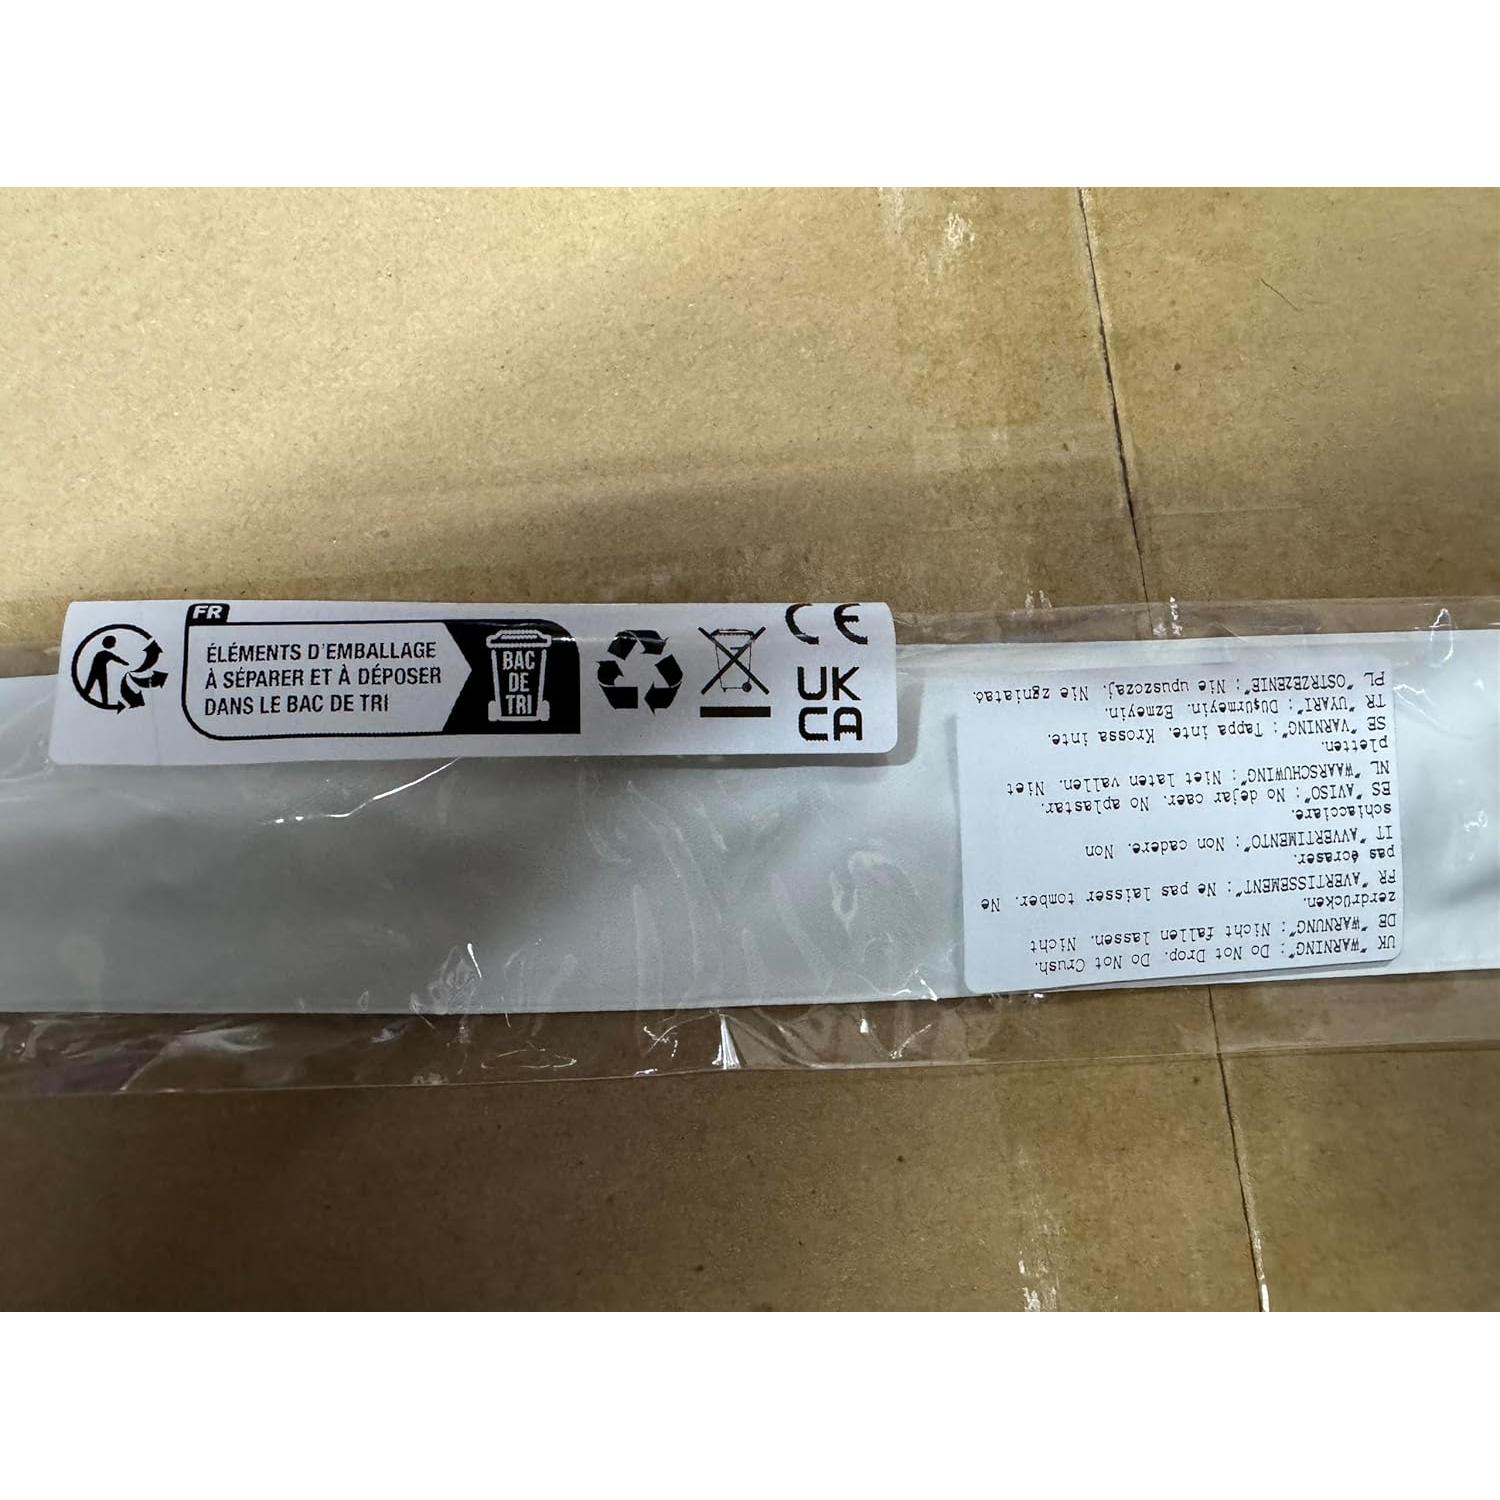 FR
ÉLÉMENTS D'EMBALLAGE
À SÉPARER ET À DÉPOSER
DANS LE BAC DE TRI
BAC
DE
TRI
CE
UK
CA
UK "WARNING": Do Not Drop. Do Not Crush.
DE "WARNUNG": Nicht fallen lassen. Nicht
zerdrücken.
FR "AVERTISSEMENT": Ne pas laisser tomber. Ne
pas écraser.
IT "AVVERTIMENTO": Non cadere. Non
schiacciare.
ES "AVISO": No dejar caer. No aplastar.
NL "WAARSCHUWING": Niet laten vallen. Niet
pletten.
SE "VARNING": Tappa inte. Krossa inte.
TR "UYARI": Duşurmeyin. Ezmeyin.
PL "OSTRZEZENIE": Nie upuszczaj. Nie zgniataó.